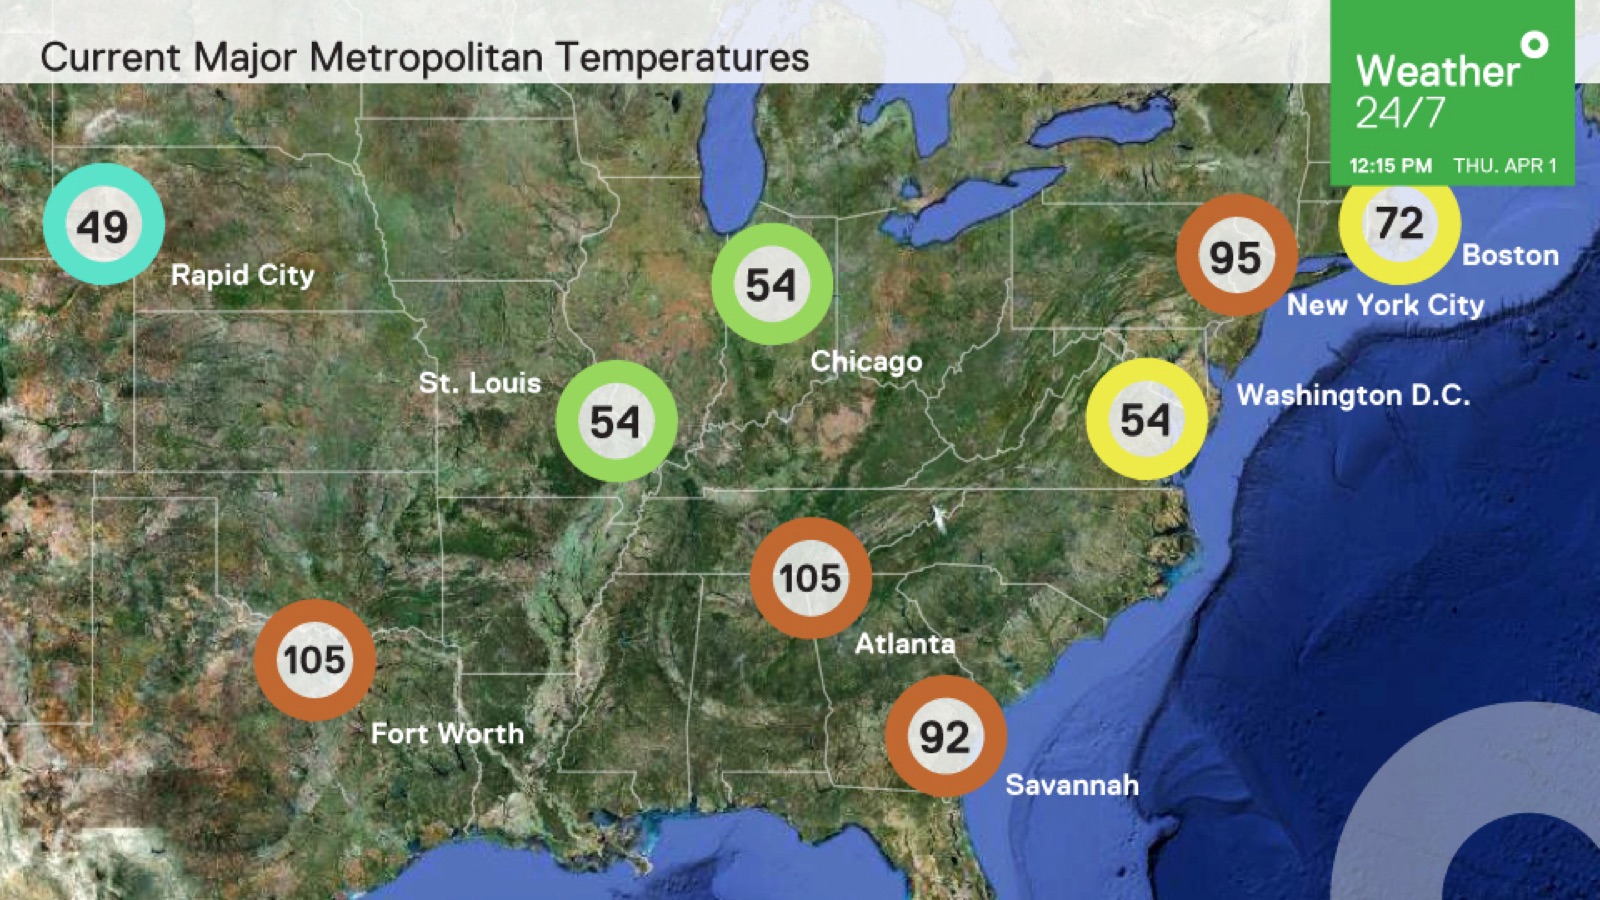 Current Major Metropolitan Temperatures
Weather
24/7
12:15 PM THU. APR 1
49
Rapid City
72
Boston
95
New York City
54
Chicago
St. Louis
54
Washington D.C.
54
105
Atlanta
105
Fort Worth
92
Savannah